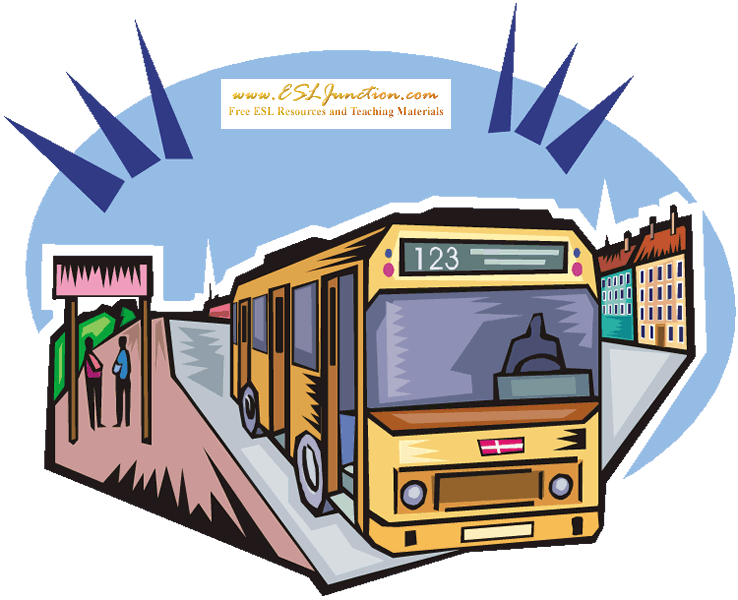 www.ESLJunction.com
Free ESL Resources and Teaching Materials
123